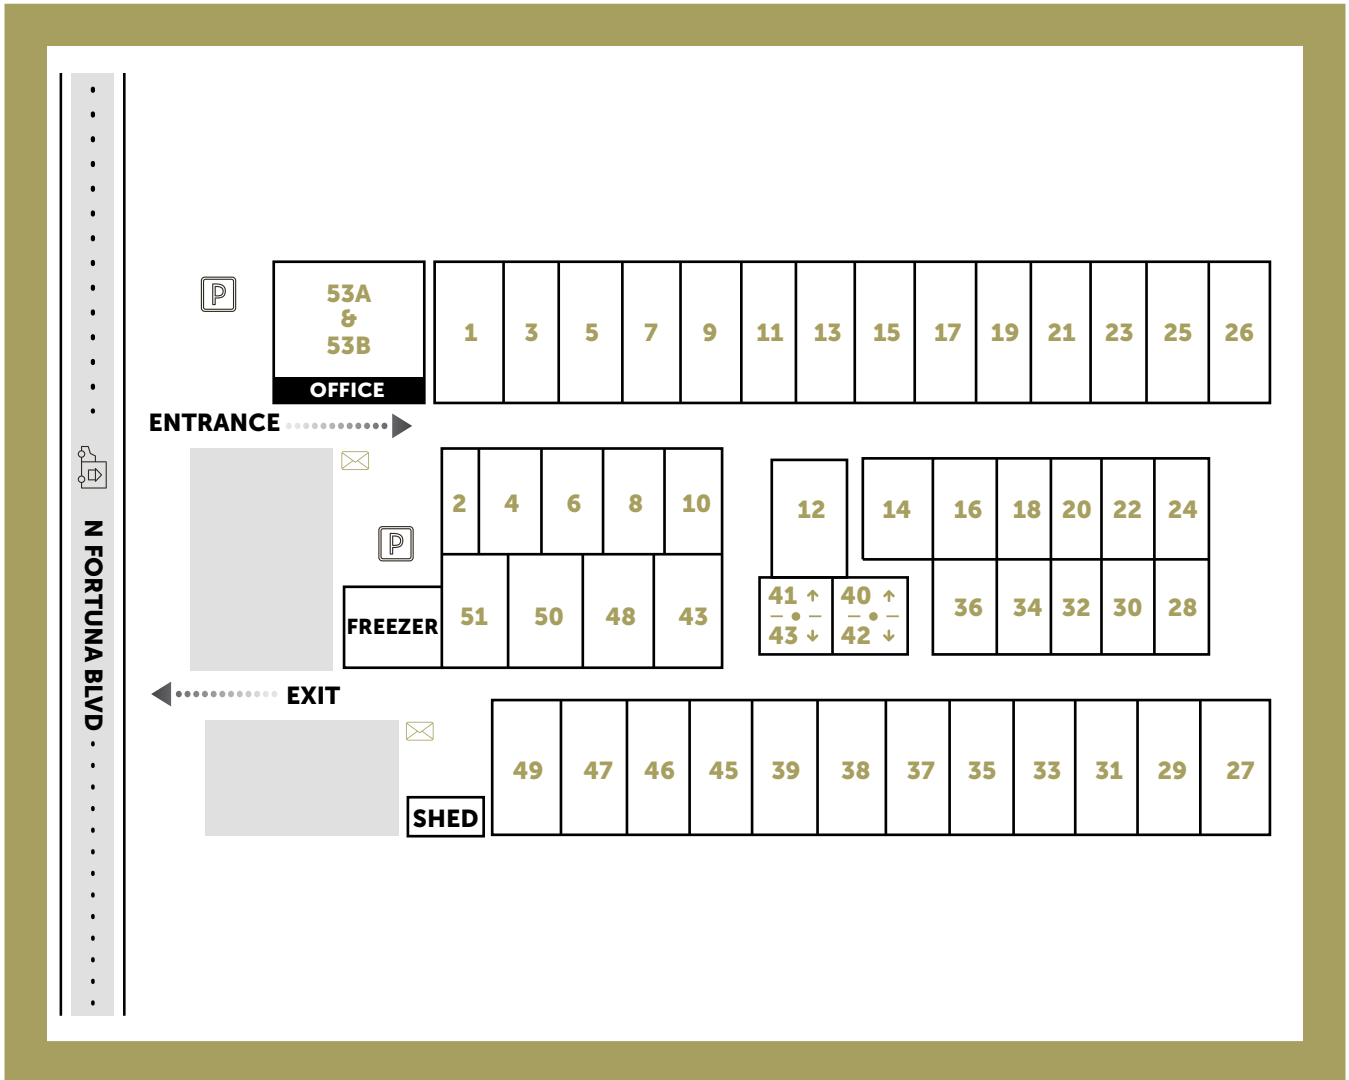 P
53A
&
53B
OFFICE
1 3 5 7 9 11 13 15 17 19 21 23 25 26
ENTRANCE
2 4 6 8 10
12
14 16 18 20 22 24
P
FREEZER
51 50 48 43
41 ↑ 40 ↑
43 ↓ 42 ↓
36 34 32 30 28
N FORTUNA BLVD
EXIT
49 47 46 45 39 38 37 35 33 31 29 27
SHED